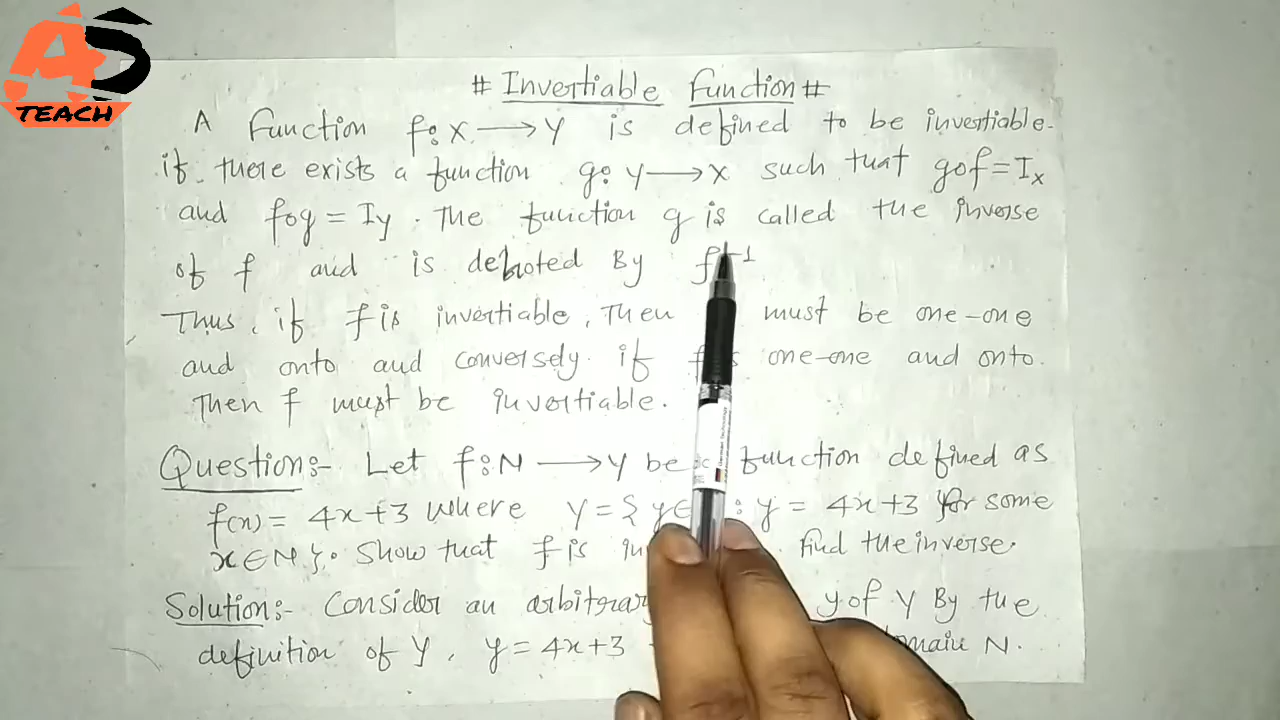 AS
TEACH
# Invertiable Function #
A Function f: X → Y is defined to be invertiable.
if there exists a function g: Y → X such that gof = Ix
and fog = Iy. The function g is called the inverse
of f and is denoted By f-1
Thus, if f is invertiable, Then must be one-one
and onto and conversely if f is one-one and onto.
Then f must be invertiable.
Question:- Let f: N → Y be function defined as
f(x) = 4x+3 where Y = { y ∈ : y = 4x+3 for some
x ∈ N }. Show that f is find the inverse.
Solution:- Consider an y of Y By the
definition of Y, y = 4x+3 domain N.